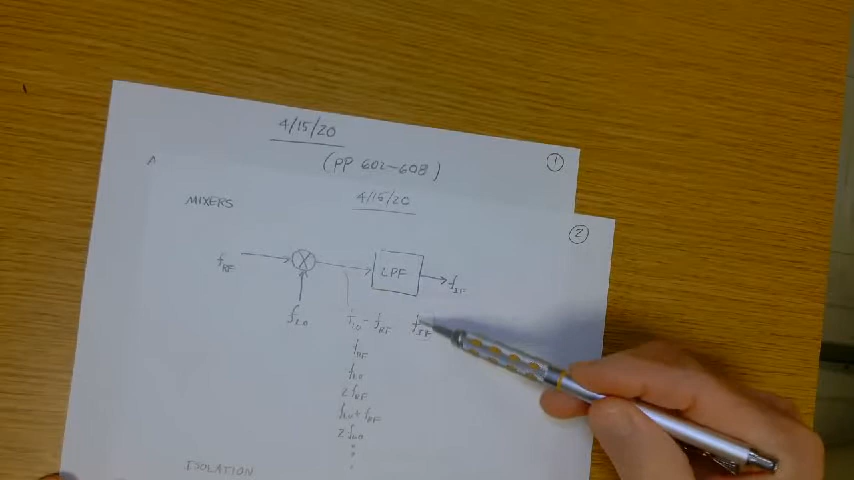 4/15/20
(PP 602-608)
1
4/15/20
2
MIXERS
f_RF
X
LPF
f_IF
f_LO
f_LO - f_RF
f_IF
f_RF
f_LO
2f_RF
f_LO + f_RF
2f_LO
ISOLATION